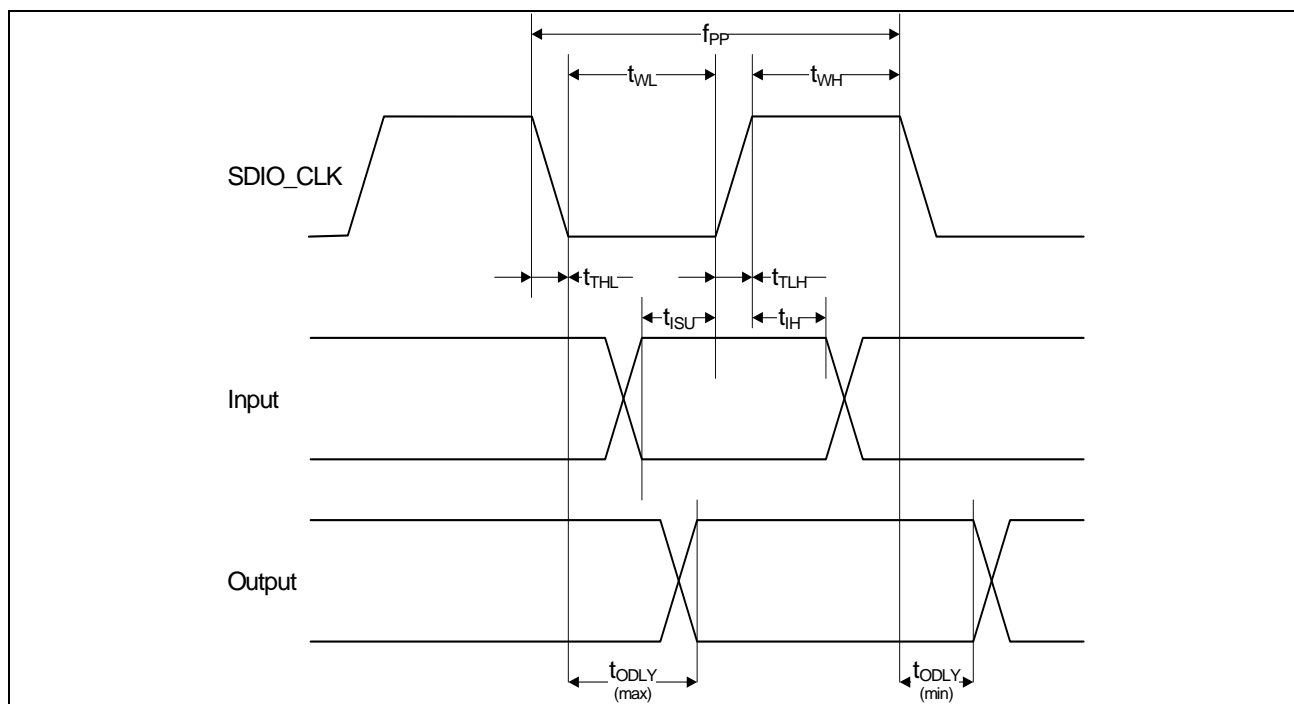 fPP
tWL tWH
SDIO_CLK
tTHL tTLH
tISU tIH
Input
Output
tODLY tODLY
(max) (min)